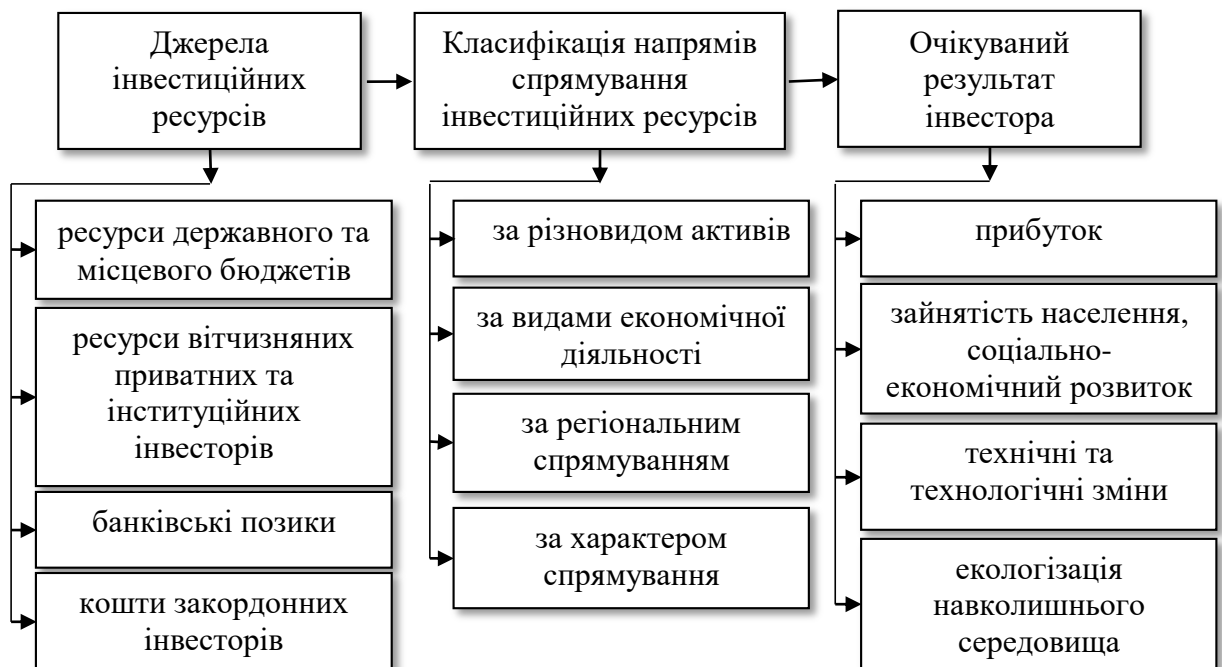 Джерела
інвестиційних
ресурсів
Класифікація напрямів
спрямування
інвестиційних ресурсів
Очікуваний
результат
інвестора
ресурси державного та
місцевого бюджетів
ресурси вітчизняних
приватних та
інституційних
інвесторів
банківські позики
кошти закордонних
інвесторів
за різновидом активів
за видами економічної
діяльності
за регіональним
спрямуванням
за характером
спрямування
прибуток
зайнятість населення,
соціально-
економічний розвиток
технічні та
технологічні зміни
екологізація
навколишнього
середовища